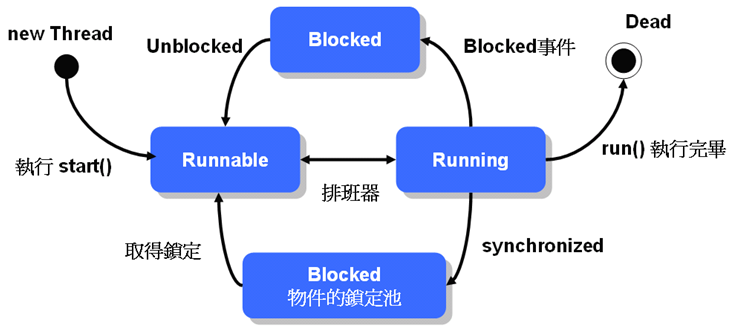 new Thread
Dead
Unblocked
Blocked
Blocked事件
執行 start()
Runnable
Running
run() 執行完畢
排班器
取得鎖定
synchronized
Blocked
物件的鎖定池